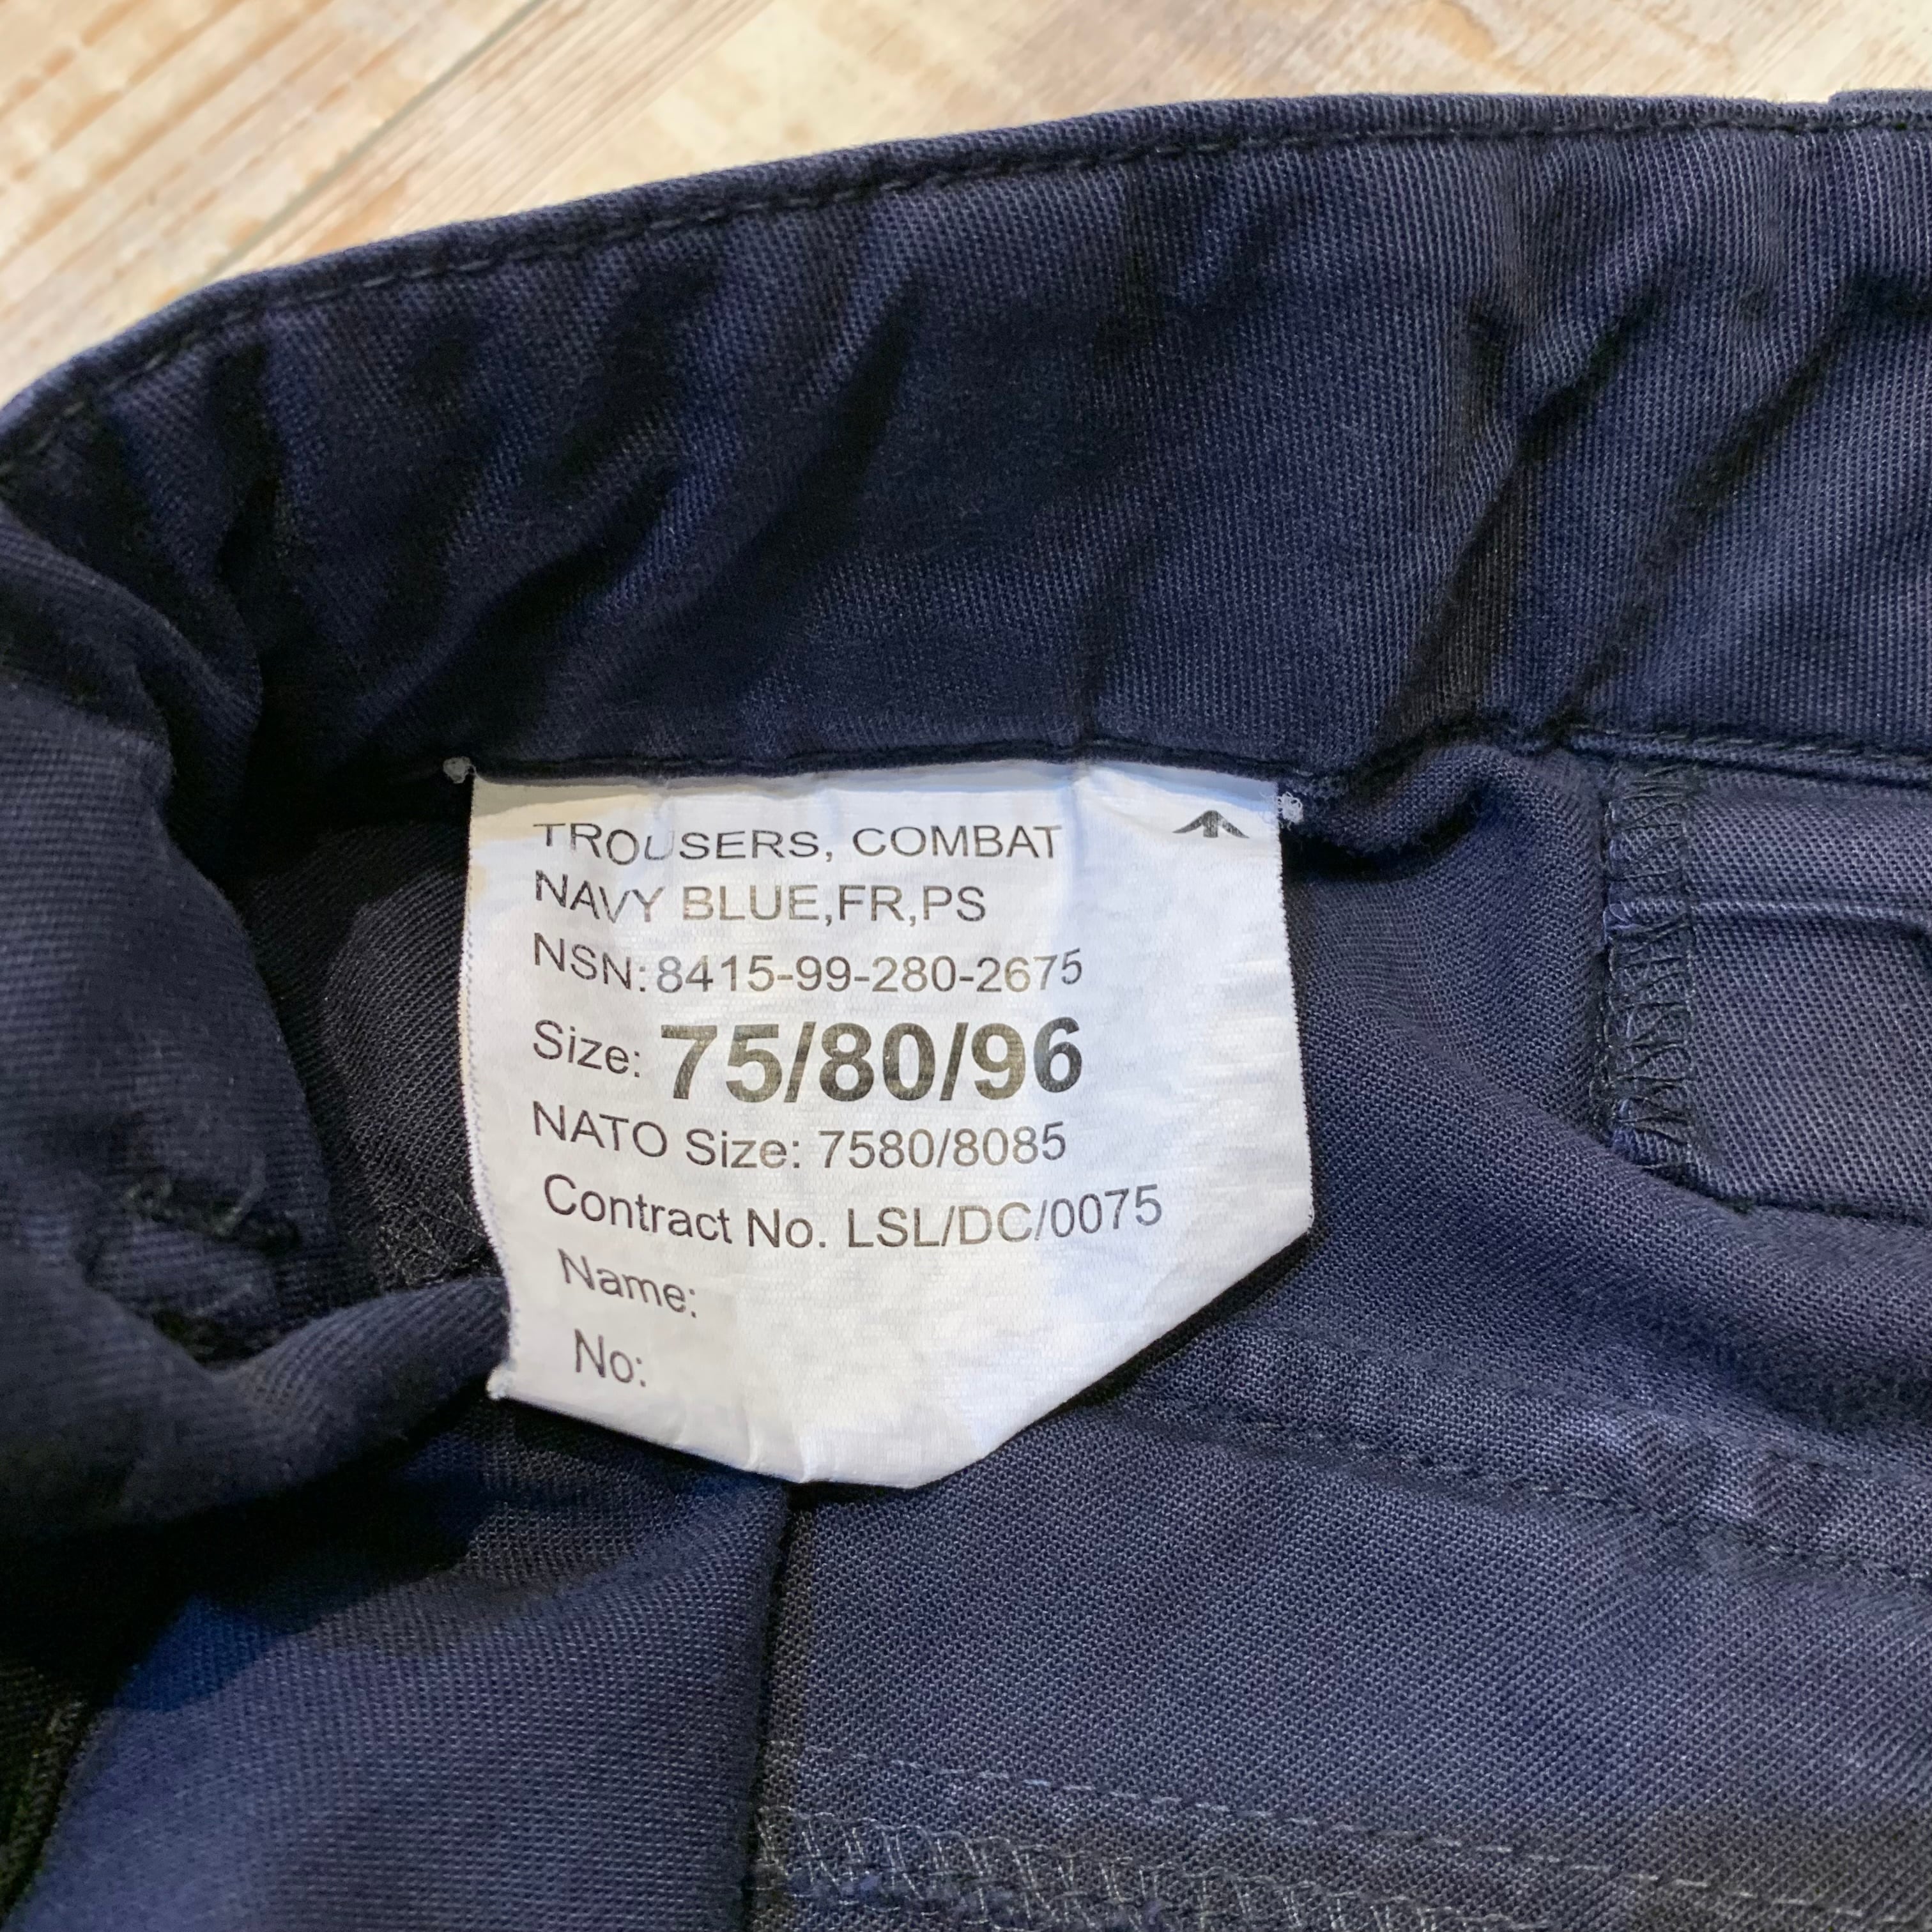 TROUSERS, COMBAT
NAVY BLUE,FR,PS
NSN:8415-99-280-2675
Size: 75/80/96
NATO Size: 7580/8085
Contract No. LSL/DC/0075
Name:
No: